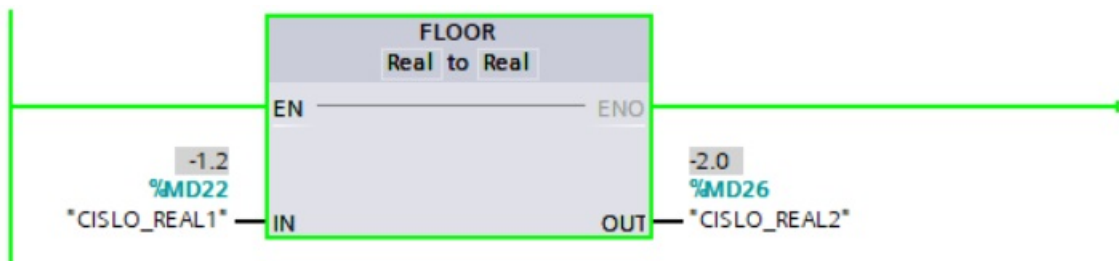 FLOOR
Real to Real
EN ENO
-1.2 -2.0
%MD22 %MD26
"CISLO_REAL1" IN OUT "CISLO_REAL2"